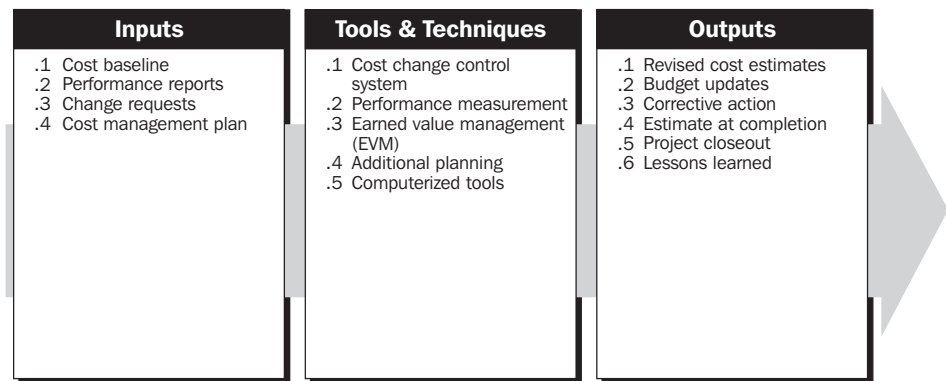 Inputs
.1 Cost baseline
.2 Performance reports
.3 Change requests
.4 Cost management plan
Tools & Techniques
.1 Cost change control
system
.2 Performance measurement
.3 Earned value management
(EVM)
.4 Additional planning
.5 Computerized tools
Outputs
.1 Revised cost estimates
.2 Budget updates
.3 Corrective action
.4 Estimate at completion
.5 Project closeout
.6 Lessons learned